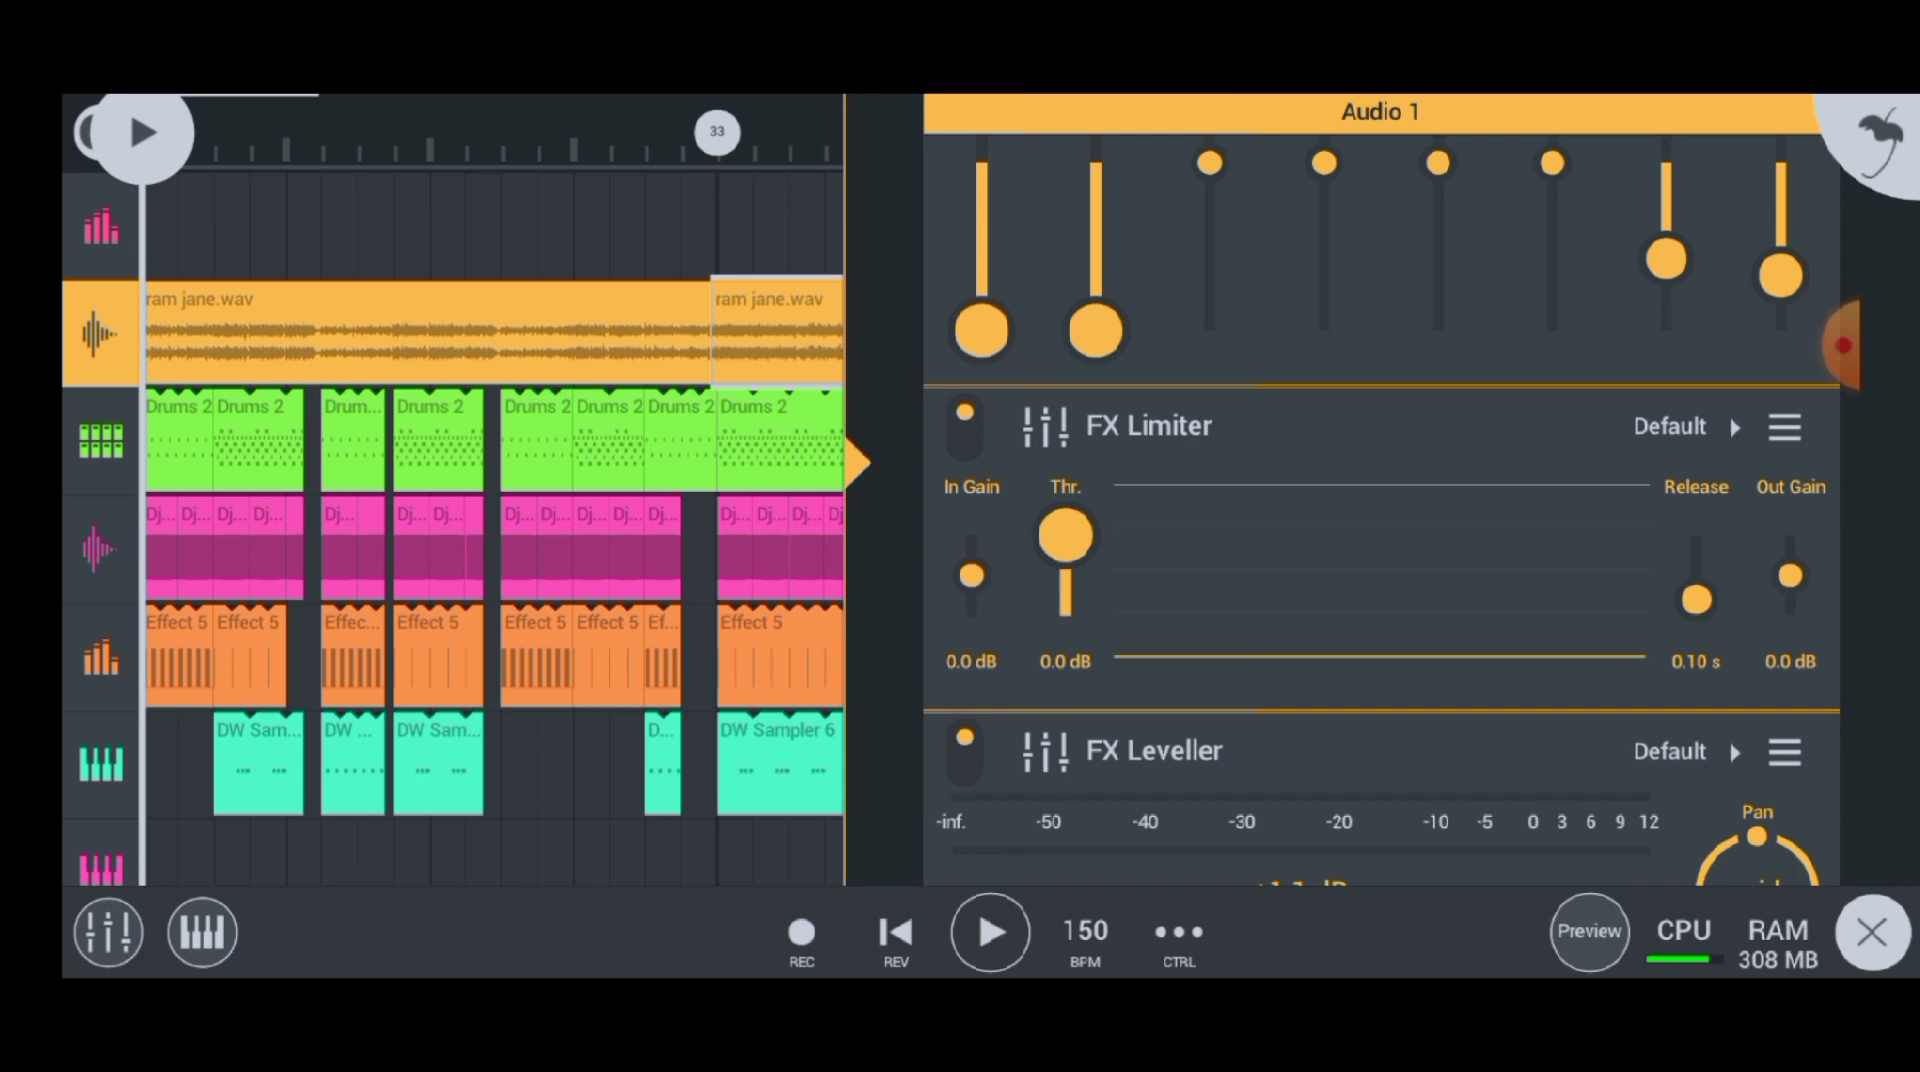 33
Audio 1
ram jane.wav ram jane.wav
Drums 2 Drums 2 Drum... Drums 2 Drums 2 Drums 2 Drums 2 Drums 2
Dj... Dj... Dj... Dj... Dj... Dj... Dj... Dj... Dj... Dj... Dj... Dj... Dj... Dj... Dj... Dj
Effect 5 Effect 5 Effec... Effect 5 Effect 5 Effect 5 Ef... Effect 5
DW Sam... DW ... DW Sam... D... DW Sampler 6
FX Limiter Default
In Gain Thr. Release Out Gain
0.0 dB 0.0 dB 0.10 s 0.0 dB
FX Leveller Default
-inf. -50 -40 -30 -20 -10 -5 0 3 6 9 12
Pan
REC REV 150 BPM CTRL
Preview CPU RAM
308 MB